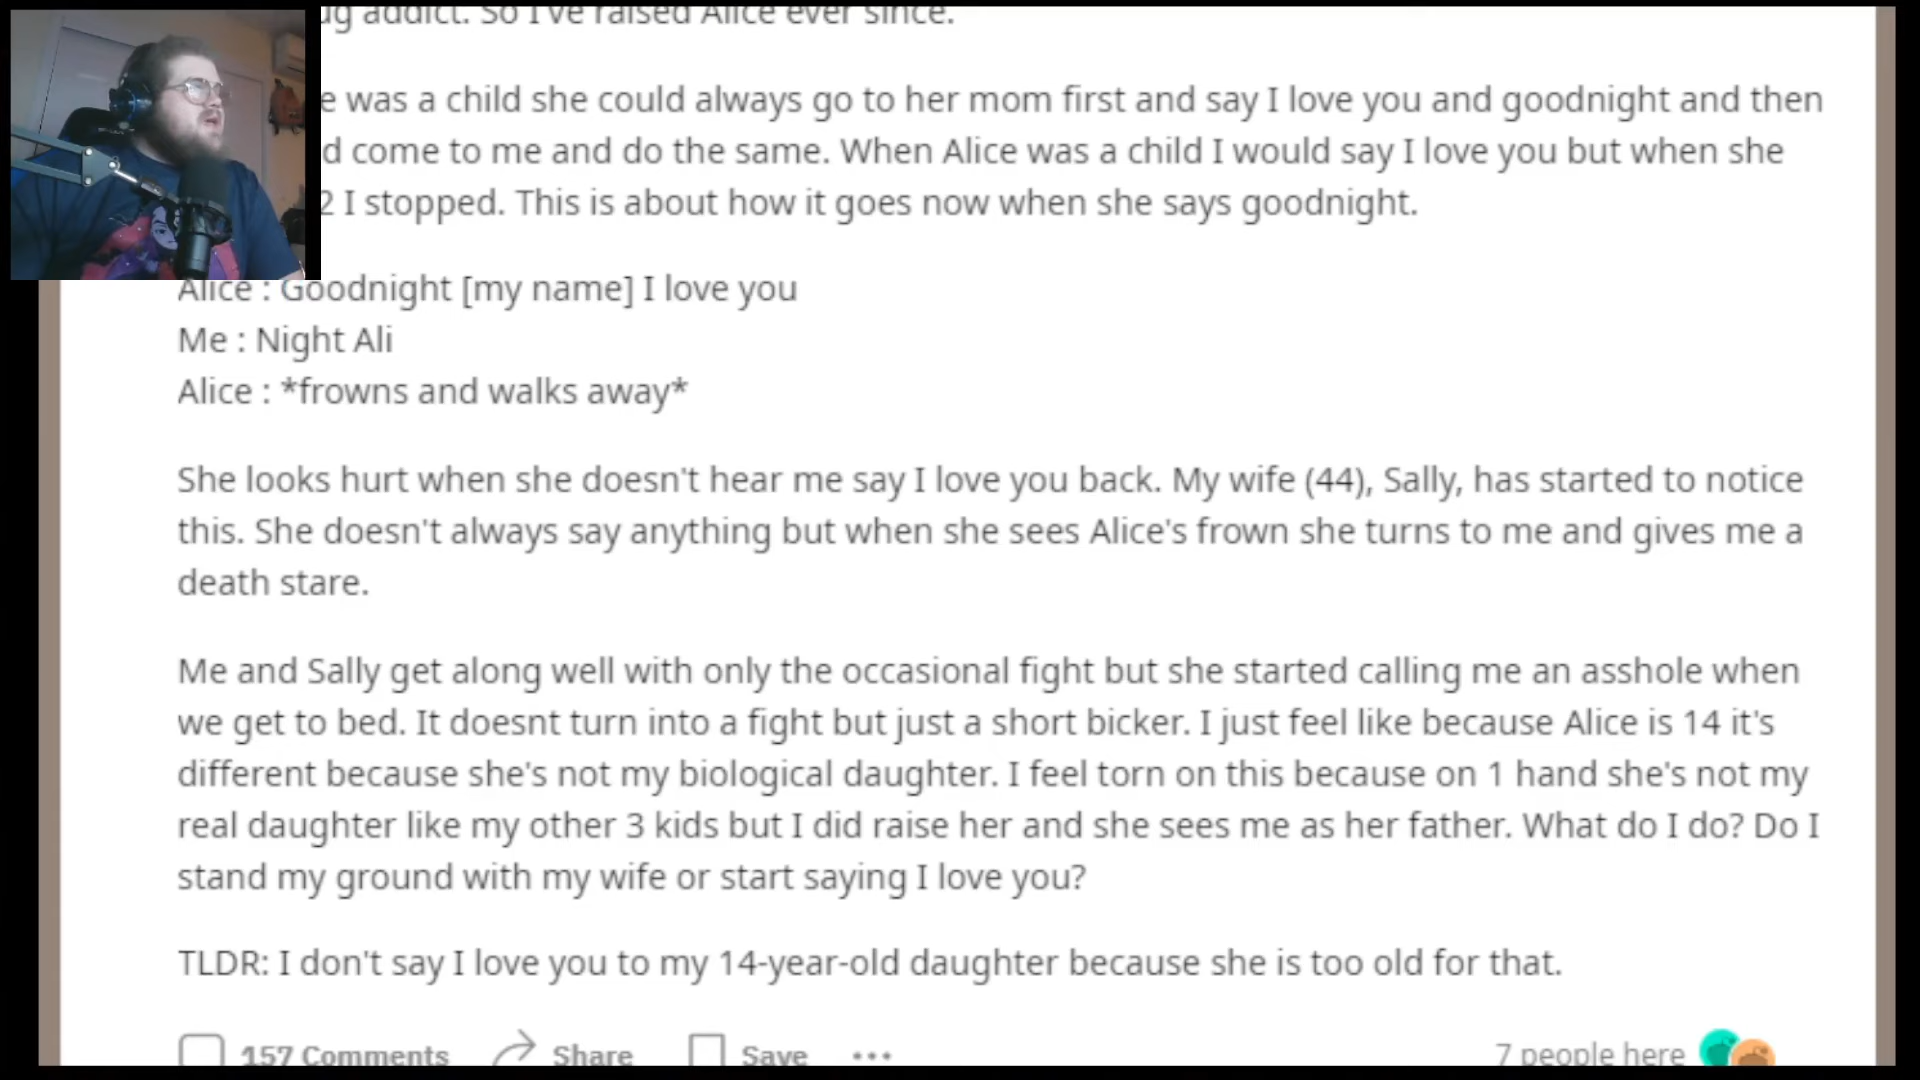 ug addict. So I've raised Alice ever since.
e was a child she could always go to her mom first and say I love you and goodnight and then
d come to me and do the same. When Alice was a child I would say I love you but when she
2 I stopped. This is about how it goes now when she says goodnight.
Alice : Goodnight [my name] I love you
Me : Night Ali
Alice : *frowns and walks away*
She looks hurt when she doesn't hear me say I love you back. My wife (44), Sally, has started to notice
this. She doesn't always say anything but when she sees Alice's frown she turns to me and gives me a
death stare.
Me and Sally get along well with only the occasional fight but she started calling me an asshole when
we get to bed. It doesnt turn into a fight but just a short bicker. I just feel like because Alice is 14 it's
different because she's not my biological daughter. I feel torn on this because on 1 hand she's not my
real daughter like my other 3 kids but I did raise her and she sees me as her father. What do I do? Do I
stand my ground with my wife or start saying I love you?
TLDR: I don't say I love you to my 14-year-old daughter because she is too old for that.
157 Comments Share Save ••• 7 people here